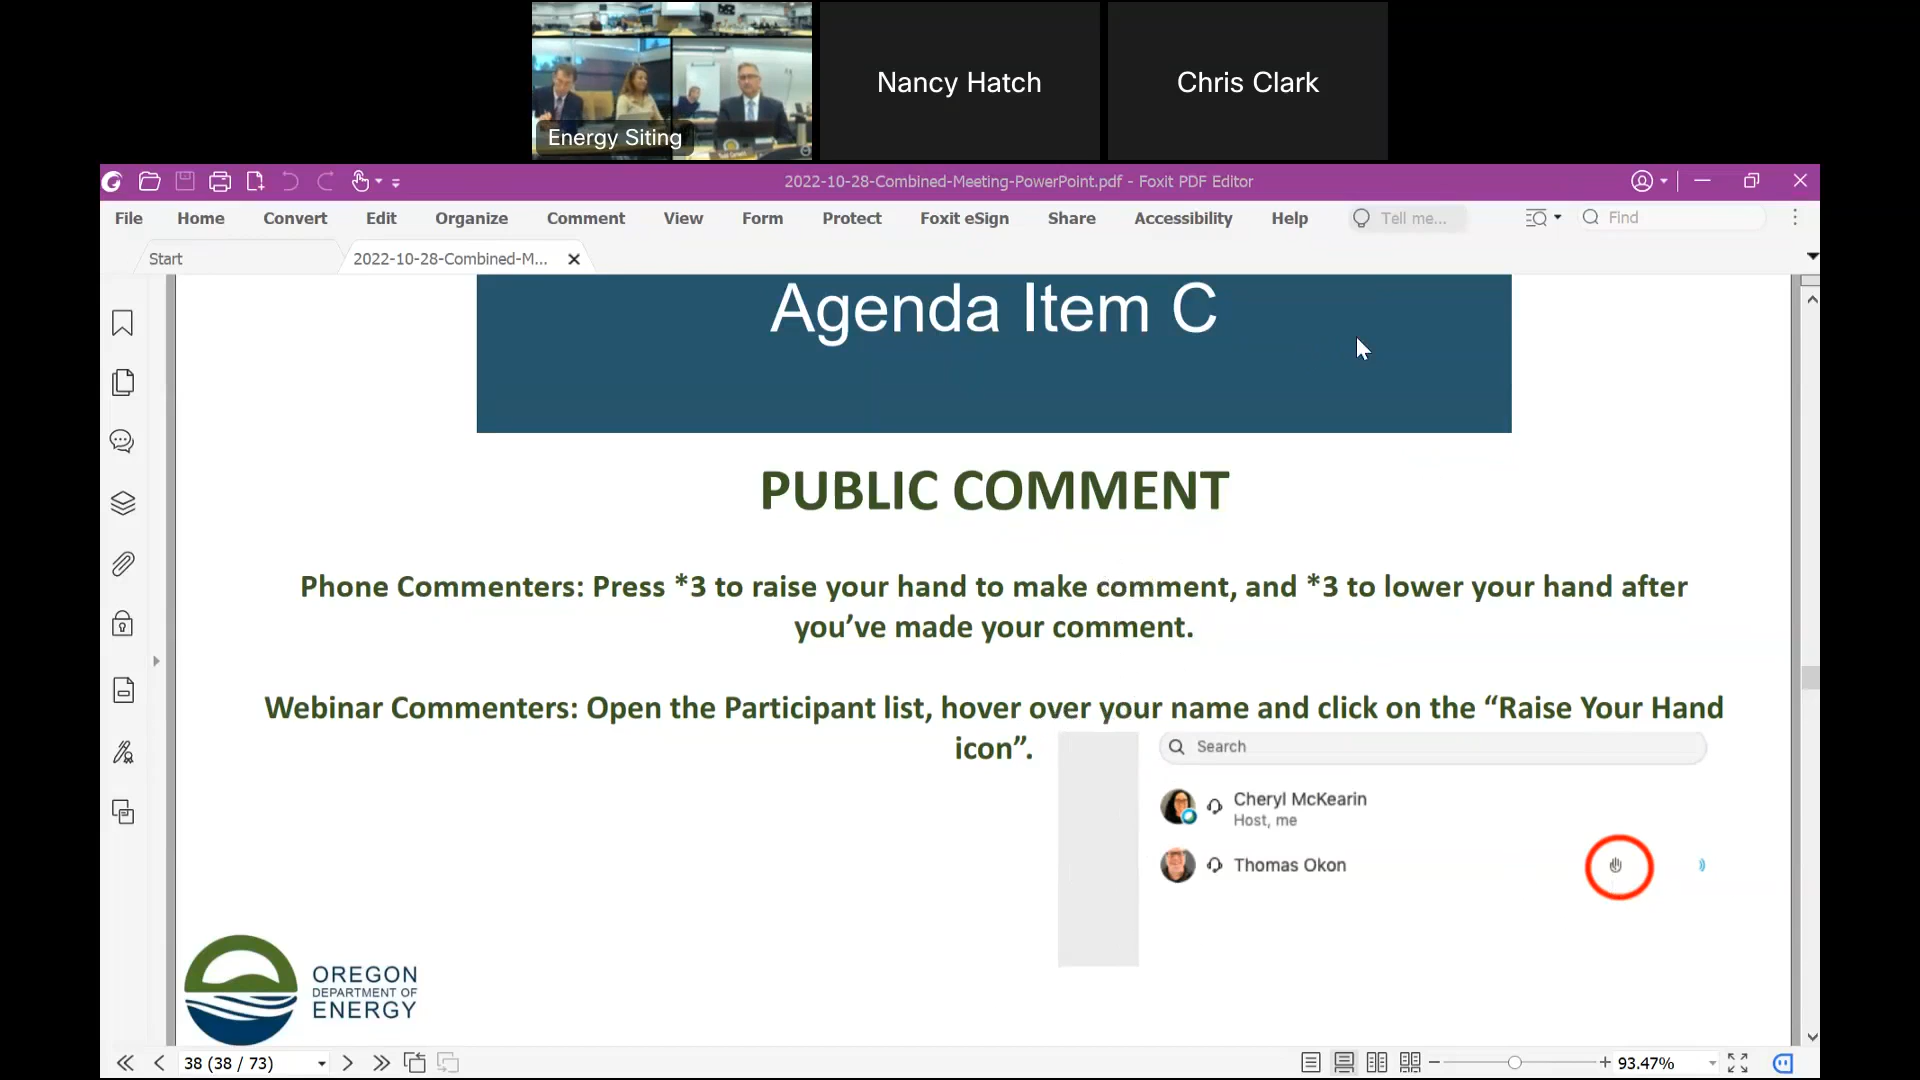 Energy Siting
Nancy Hatch
Chris Clark
2022-10-28-Combined-Meeting-PowerPoint.pdf - Foxit PDF Editor
File Home Convert Edit Organize Comment View Form Protect Foxit eSign Share Accessibility Help Tell me... Find
Start 2022-10-28-Combined-M...
Agenda Item C
PUBLIC COMMENT
Phone Commenters: Press *3 to raise your hand to make comment, and *3 to lower your hand after
you’ve made your comment.
Webinar Commenters: Open the Participant list, hover over your name and click on the “Raise Your Hand
icon”.
Search
Cheryl McKearin
Host, me
Thomas Okon
OREGON
DEPARTMENT OF
ENERGY
38 (38 / 73) 93.47%